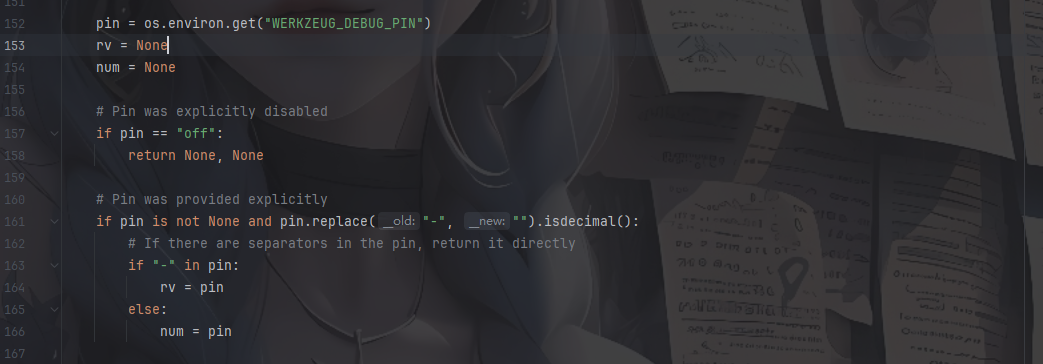 151
152 pin = os.environ.get("WERKZEUG_DEBUG_PIN")
153 rv = None
154 num = None
155
156 # Pin was explicitly disabled
157 if pin == "off":
158 return None, None
159
160 # Pin was provided explicitly
161 if pin is not None and pin.replace(__old: "-", __new: "").isdecimal():
162 # If there are separators in the pin, return it directly
163 if "-" in pin:
164 rv = pin
165 else:
166 num = pin
167